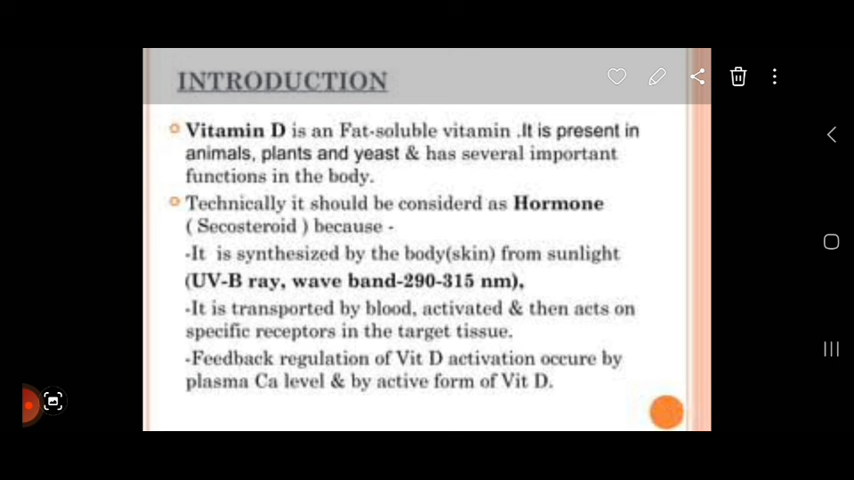 INTRODUCTION
Vitamin D is an Fat-soluble vitamin .It is present in
animals, plants and yeast & has several important
functions in the body.
Technically it should be considerd as Hormone
( Secosteroid ) because -
-It is synthesized by the body(skin) from sunlight
(UV-B ray, wave band-290-315 nm),
-It is transported by blood, activated & then acts on
specific receptors in the target tissue.
-Feedback regulation of Vit D activation occure by
plasma Ca level & by active form of Vit D.